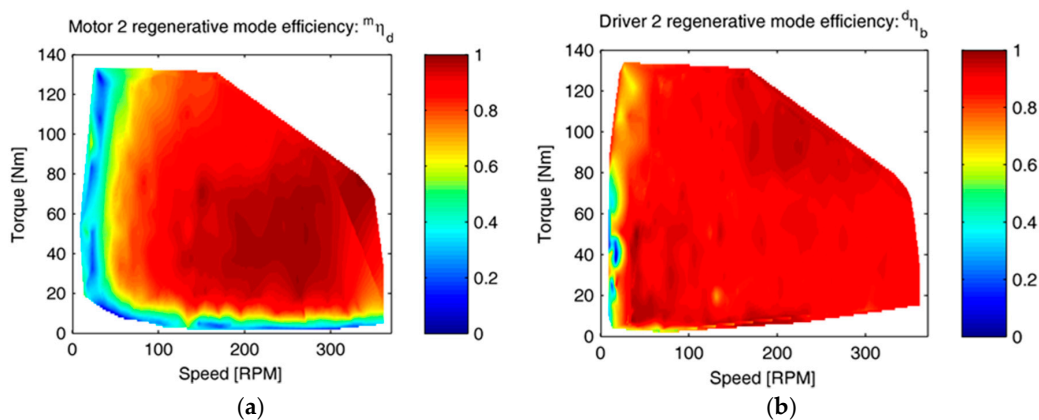 Motor 2 regenerative mode efficiency: ᵐη_d
140
120
100
80
60
40
20
0
Torque [Nm]
0 100 200 300
Speed [RPM]
1
0.8
0.6
0.4
0.2
0
(a)
Driver 2 regenerative mode efficiency: ᵈη_b
140
120
100
80
60
40
20
0
Torque [Nm]
0 100 200 300
Speed [RPM]
1
0.8
0.6
0.4
0.2
0
(b)